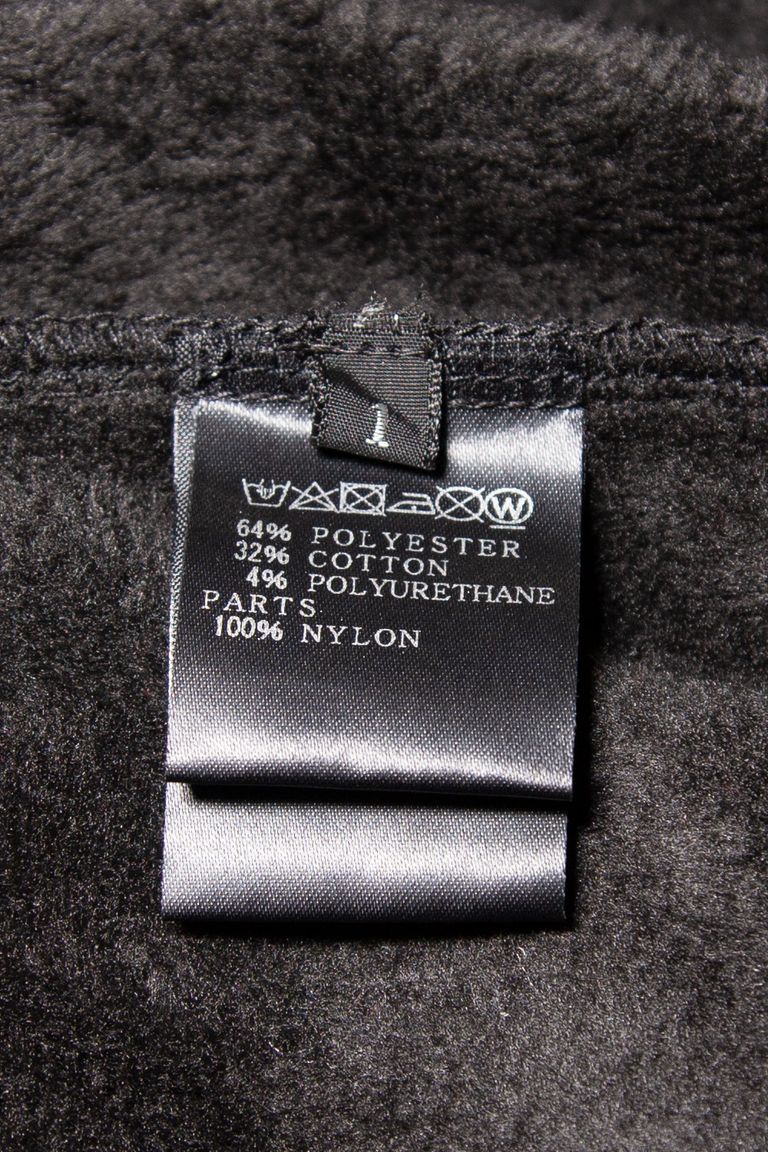 1
W
64% POLYESTER
32% COTTON
4% POLYURETHANE
PARTS
100% NYLON